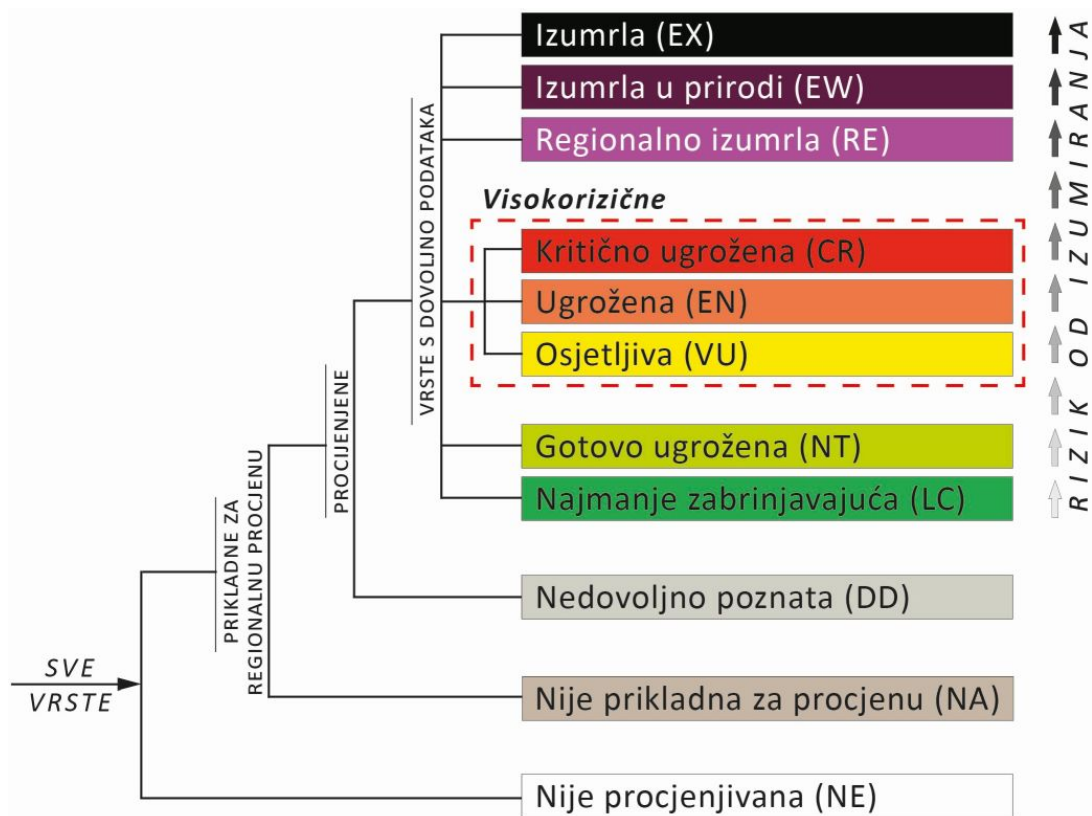 Izumrla (EX)
Izumrla u prirodi (EW)
Regionalno izumrla (RE)
Visokorizične
Kritično ugrožena (CR)
Ugrožena (EN)
Osjetljiva (VU)
Gotovo ugrožena (NT)
Najmanje zabrinjavajuća (LC)
Nedovoljno poznata (DD)
Nije prikladna za procjenu (NA)
Nije procjenjivana (NE)
SVE
VRSTE
PRIKLADNE ZA
REGIONALNU PROCJENU
PROCIJENJENE
VRSTE S DOVOLJNO PODATAKA
RIZIK OD IZUMIRANJA